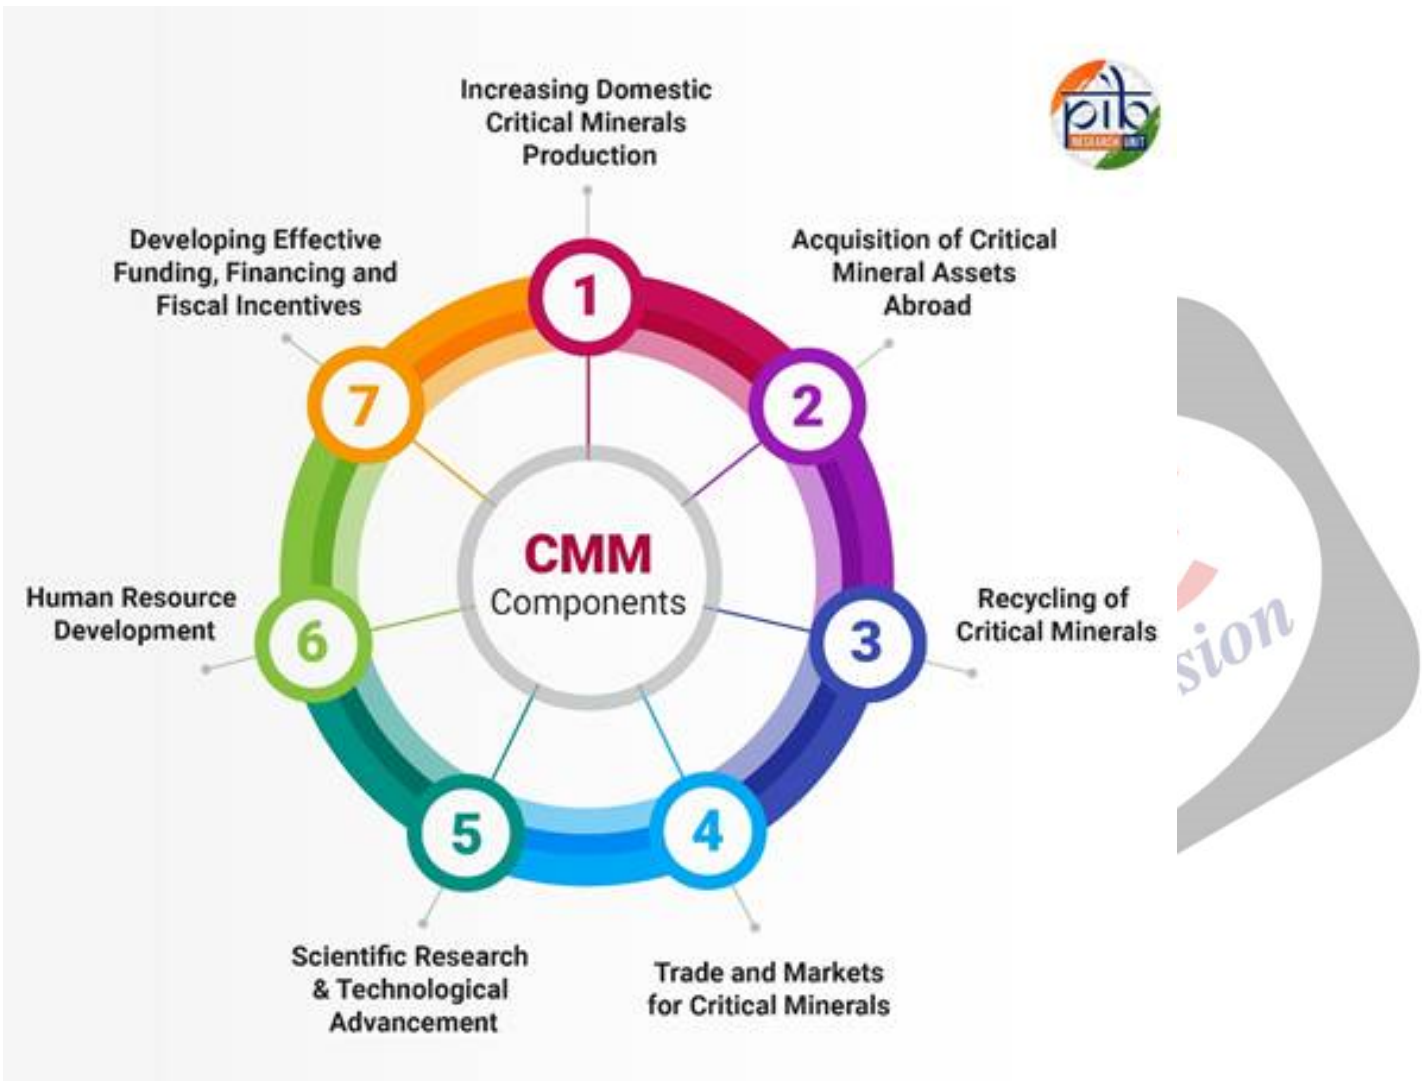 Increasing Domestic
Critical Minerals
Production
pib
RESEARCH UNIT
Acquisition of Critical
Mineral Assets
Abroad
Developing Effective
Funding, Financing and
Fiscal Incentives
1
2
7
CMM
Components
Recycling of
Critical Minerals
3
Human Resource
Development
6
5
4
Scientific Research
& Technological
Advancement
Trade and Markets
for Critical Minerals
sion